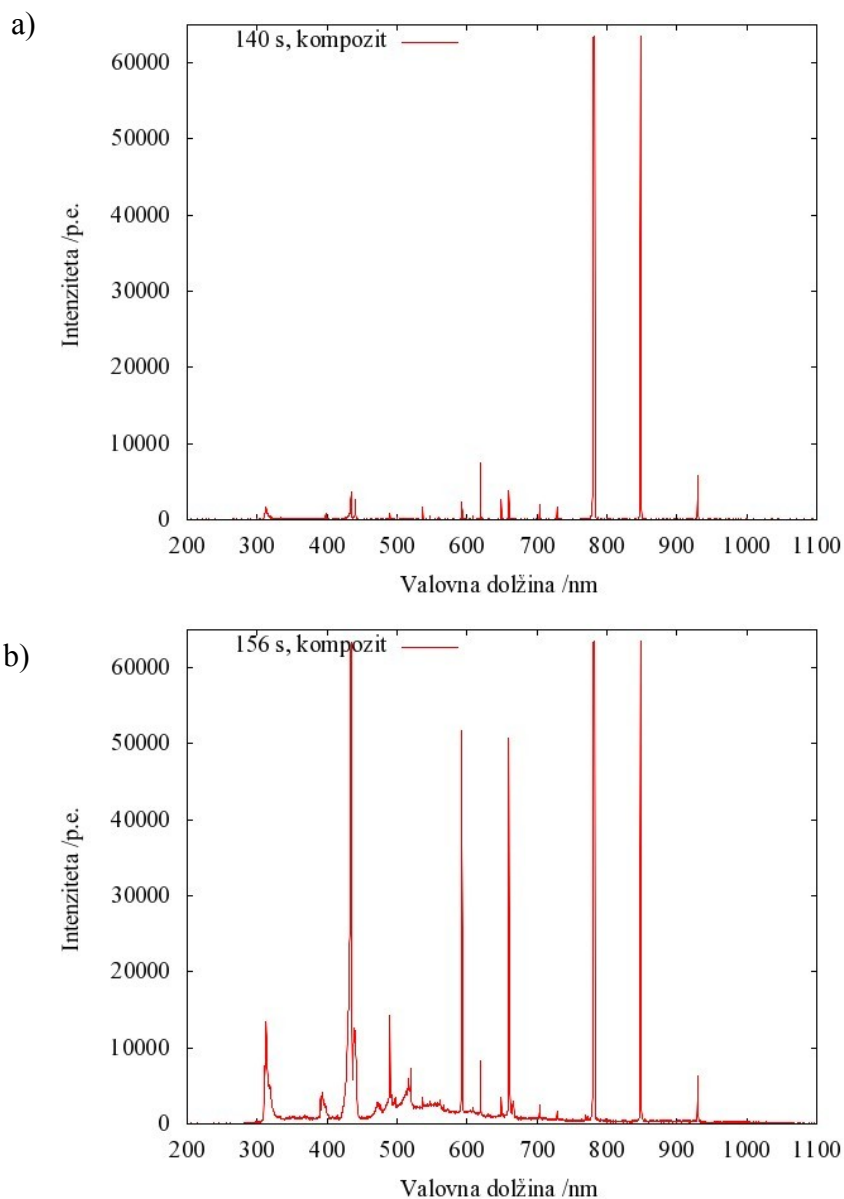 a)
140 s, kompozit
60000
50000
40000
30000
20000
10000
0
Intenziteta /p.e.
200 300 400 500 600 700 800 900 1000 1100
Valovna dolžina /nm
b)
156 s, kompozit
60000
50000
40000
30000
20000
10000
0
Intenziteta /p.e.
200 300 400 500 600 700 800 900 1000 1100
Valovna dolžina /nm